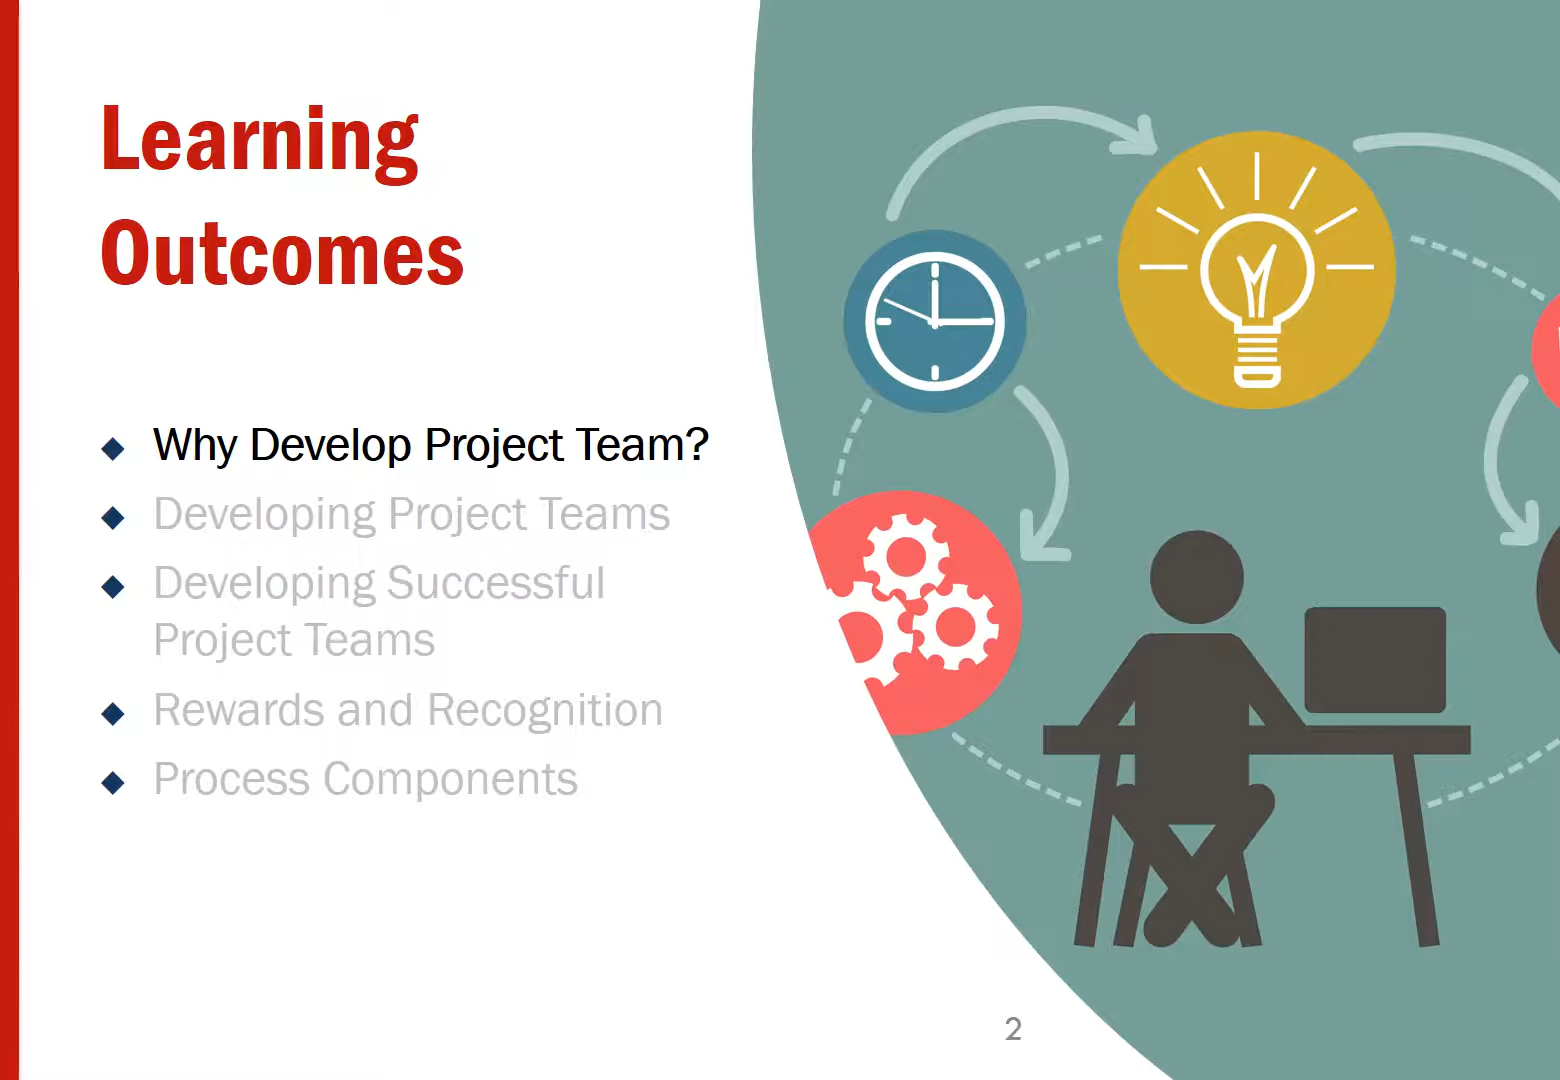 Learning
Outcomes
Why Develop Project Team?
Developing Project Teams
Developing Successful
Project Teams
Rewards and Recognition
Process Components
2